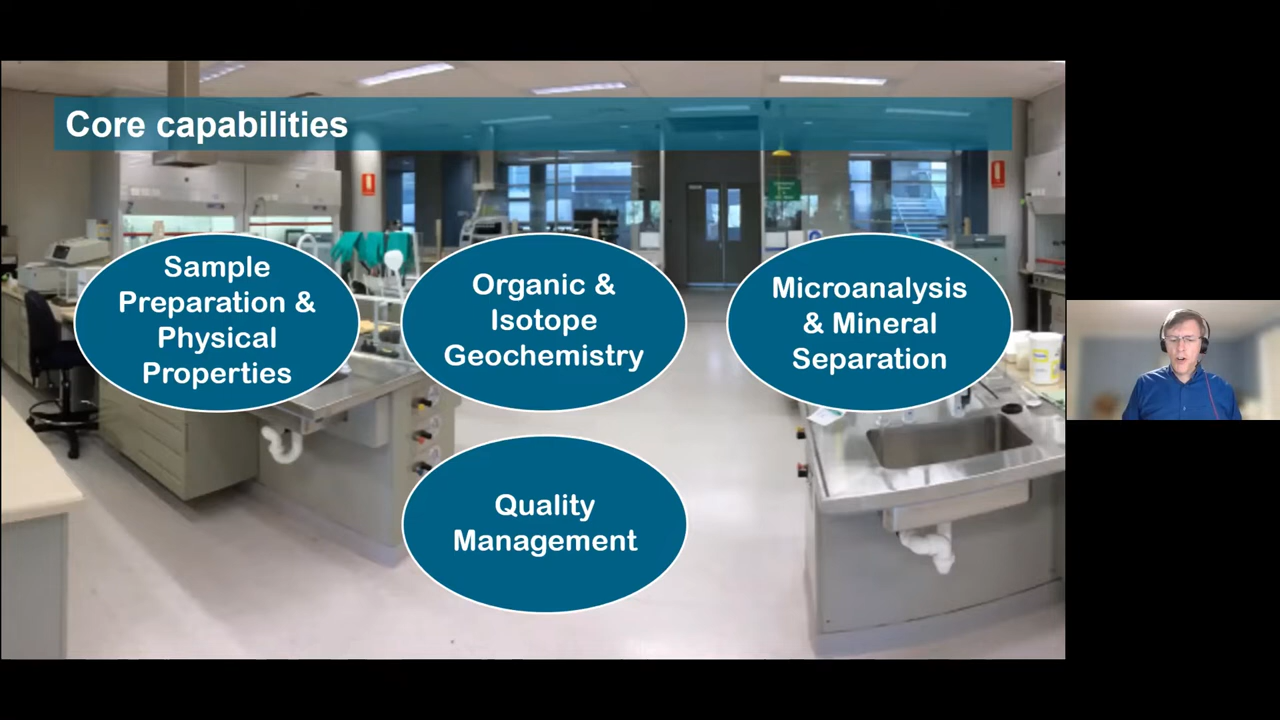 Core capabilities
Sample
Preparation &
Physical
Properties
Organic &
Isotope
Geochemistry
Microanalysis
& Mineral
Separation
Quality
Management